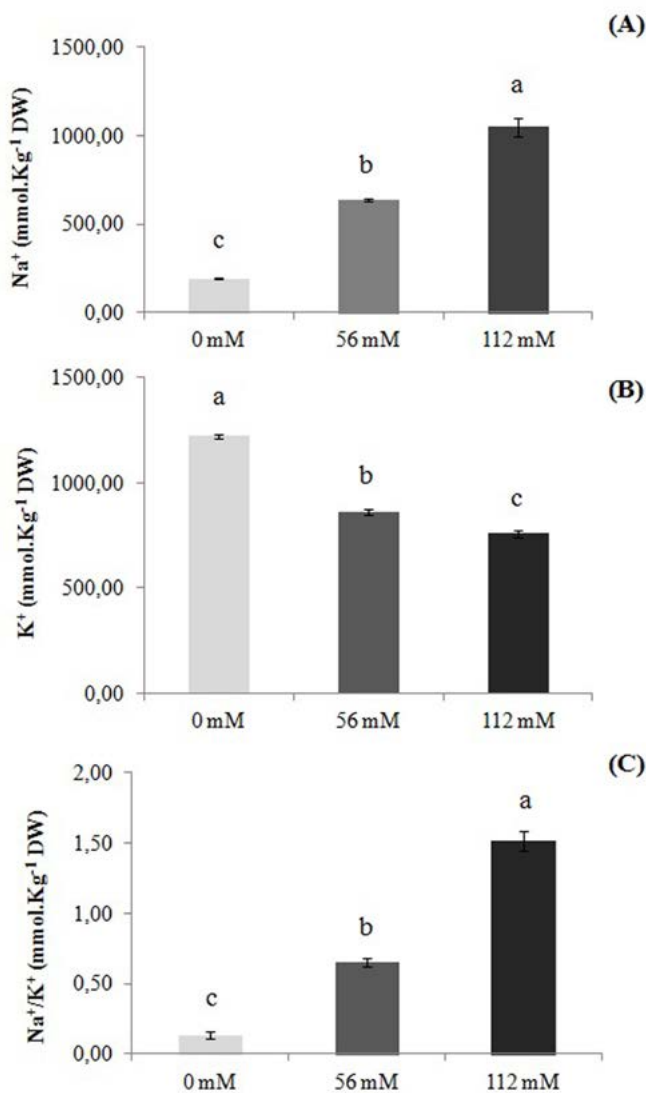 (A)
Na⁺ (mmol.Kg⁻¹ DW)
1500,00
1000,00
500,00
0,00
c
b
a
0 mM
56 mM
112 mM
(B)
K⁺ (mmol.Kg⁻¹ DW)
1500,00
1000,00
500,00
0,00
a
b
c
0 mM
56 mM
112 mM
(C)
Na⁺/K⁺ (mmol.Kg⁻¹ DW)
2,00
1,50
1,00
0,50
0,00
c
b
a
0 mM
56 mM
112 mM